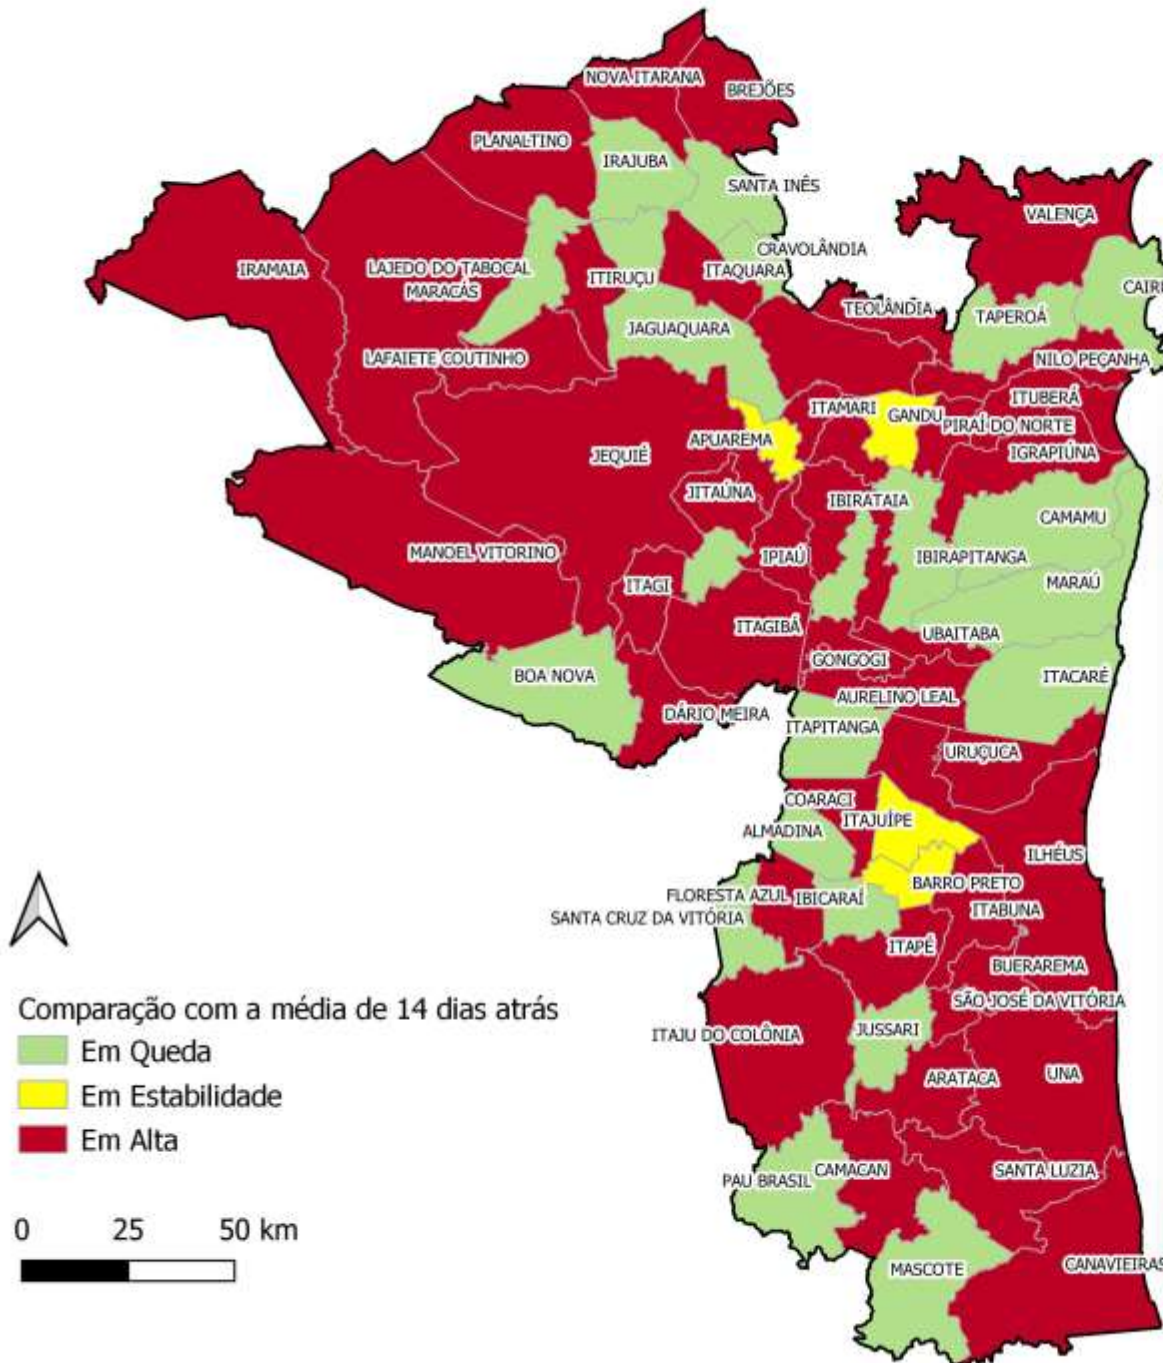 NOVA ITARANA
BREJÕES
PLANALTINO
IRAJUBA
SANTA INÊS
VALENÇA
CRAVOLÂNDIA
IRAMAIA
LAJEDO DO TABOCAL
ITIRUÇU
ITAQUARA
MARACÁS
CAIRU
TEOLÂNDIA
TAPEROÁ
JAGUAQUARA
LAFAIETE COUTINHO
NILO PEÇANHA
ITUBERÁ
ITAMARI
GANDU
PIRAÍ DO NORTE
APUAREMA
JEQUIÉ
IGRAPIÚNA
JITAÚNA
IBIRATAIA
CAMAMU
MANOEL VITORINO
IPIAÚ
IBIRAPITANGA
ITAGI
MARAÚ
ITAGIBÁ
UBAITABA
GONGOGI
BOA NOVA
ITACARÉ
AURELINO LEAL
DÁRIO MEIRA
ITAPITANGA
URUÇUCA
COARACI
ITAJUÍPE
ALMADINA
ILHÉUS
BARRO PRETO
FLORESTA AZUL
IBICARAÍ
ITABUNA
SANTA CRUZ DA VITÓRIA
ITAPÉ
BUERAREMA
SÃO JOSÉ DA VITÓRIA
Comparação com a média de 14 dias atrás
ITAJU DO COLÔNIA
JUSSARI
Em Queda
ARATACA
UNA
Em Estabilidade
Em Alta
CAMACAN
SANTA LUZIA
PAU BRASIL
0 25 50 km
MASCOTE
CANAVIEIRAS